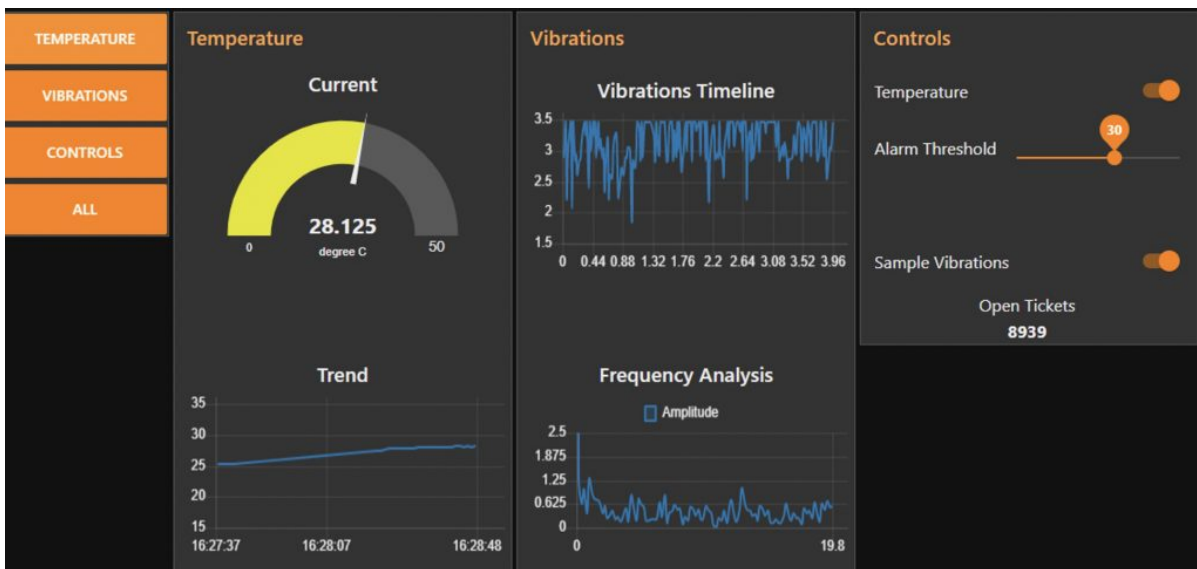 TEMPERATURE
VIBRATIONS
CONTROLS
ALL
Temperature
Current
28.125
degree C
0
50
Trend
35
30
25
20
15
16:27:37 16:28:07 16:28:48
Vibrations
Vibrations Timeline
3.5
3
2.5
2
1.5
0 0.44 0.88 1.32 1.76 2.2 2.64 3.08 3.52 3.96
Frequency Analysis
Amplitude
2.5
1.875
1.25
0.625
0
0 19.8
Controls
Temperature
30
Alarm Threshold
Sample Vibrations
Open Tickets
8939